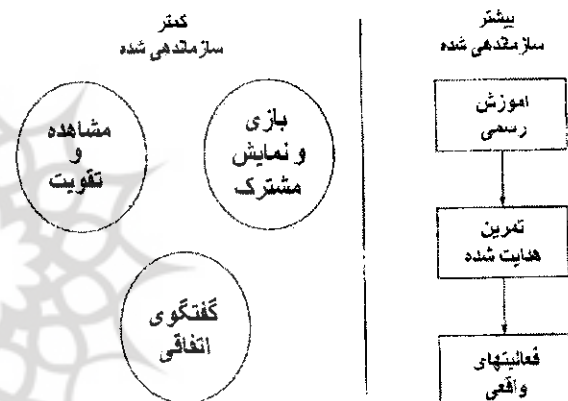 بیشتر
سازماندهی شده
اموزش
رسمی
تمرین
هدایت شده
فعالیتهای
واقعی
کمتر
سازماندهی شده
بازی
و نمایش
مشترک
مشاهده
و
تقویت
گفتگوی
اتفاقی